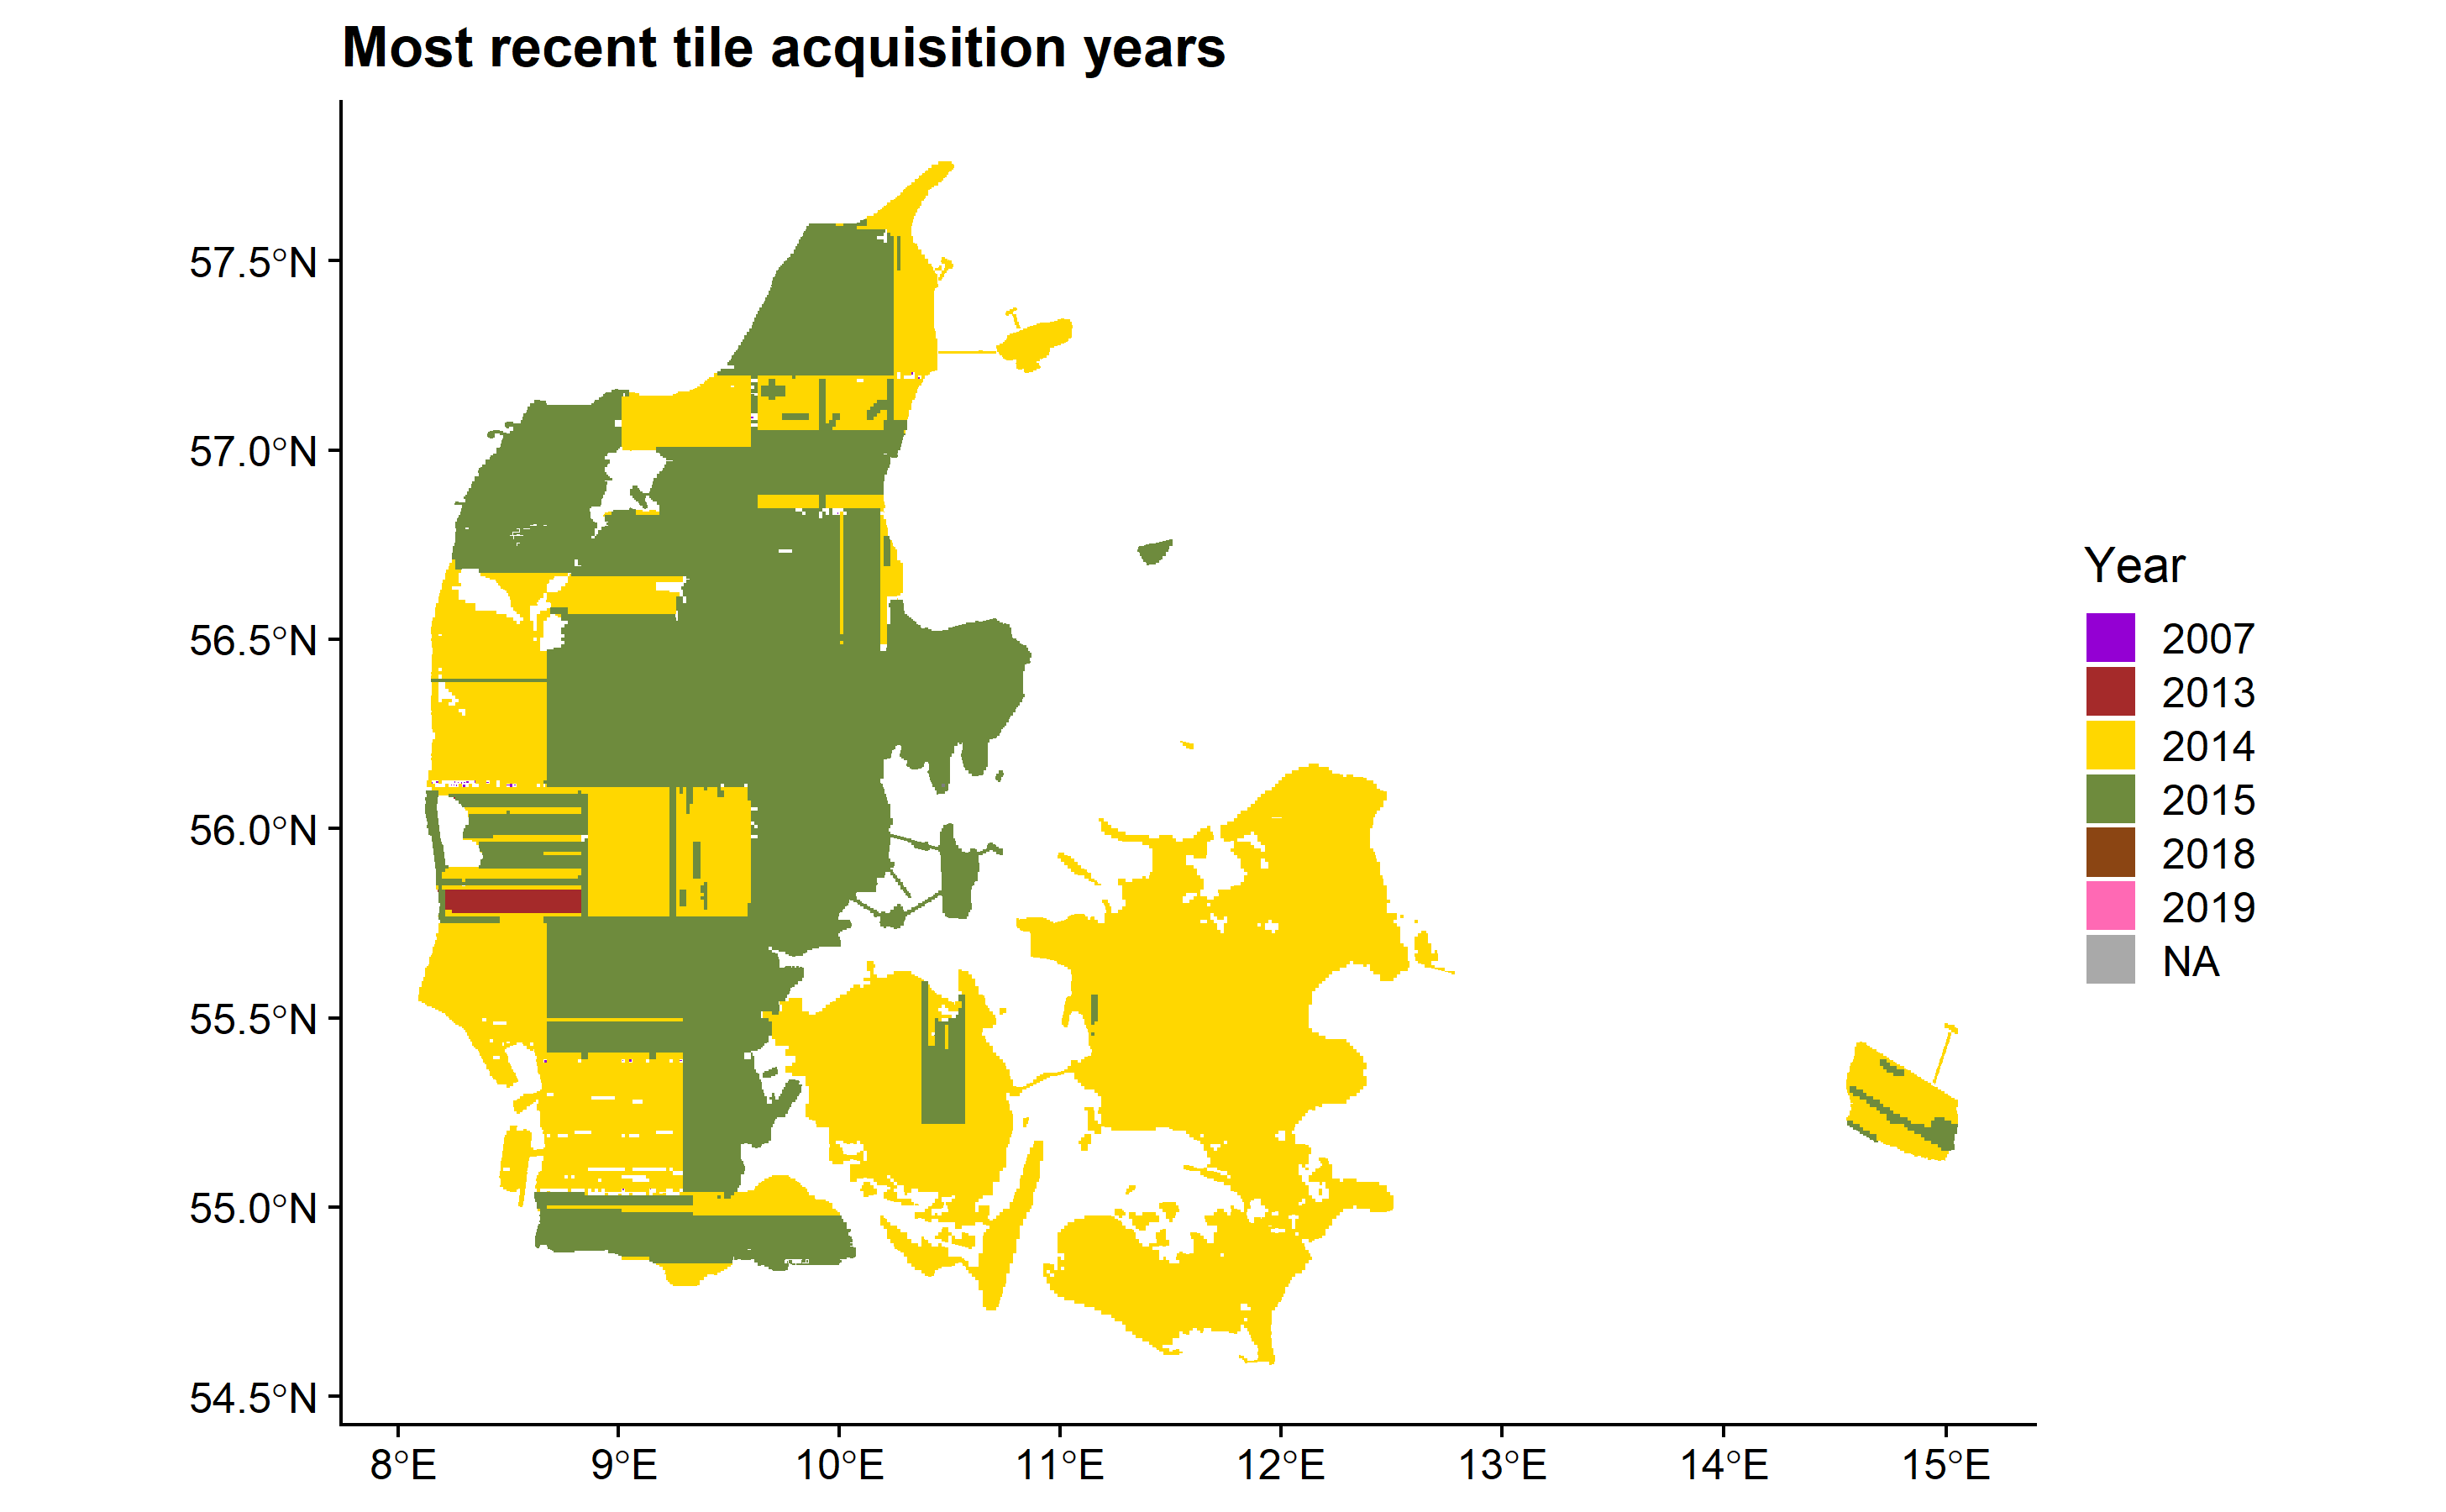 Most recent tile acquisition years
57.5°N
57.0°N
56.5°N
56.0°N
55.5°N
55.0°N
54.5°N
8°E 9°E 10°E 11°E 12°E 13°E 14°E 15°E
Year
2007
2013
2014
2015
2018
2019
NA